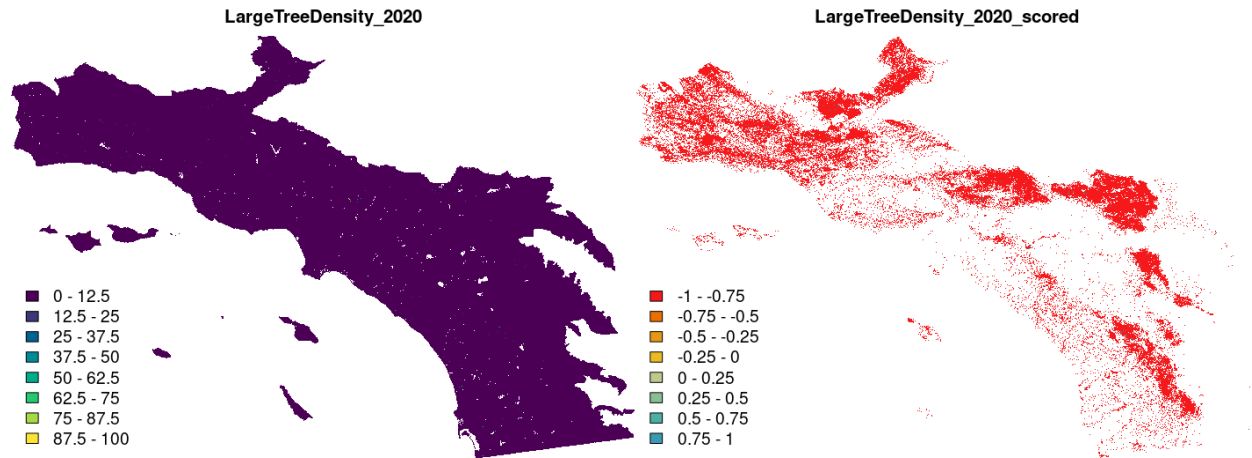 LargeTreeDensity_2020
0 - 12.5
12.5 - 25
25 - 37.5
37.5 - 50
50 - 62.5
62.5 - 75
75 - 87.5
87.5 - 100
LargeTreeDensity_2020_scored
-1 - -0.75
-0.75 - -0.5
-0.5 - -0.25
-0.25 - 0
0 - 0.25
0.25 - 0.5
0.5 - 0.75
0.75 - 1